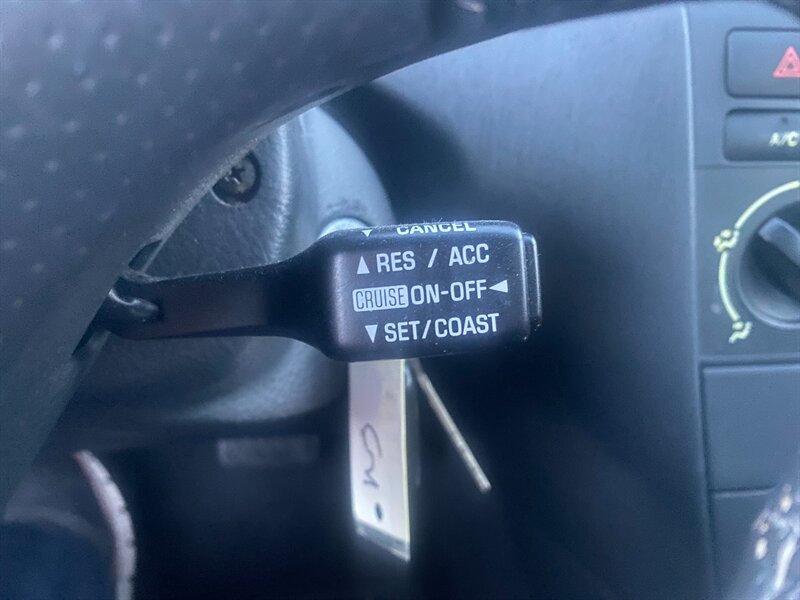 CANCEL
RES / ACC
CRUISE ON-OFF
SET/COAST
A/C